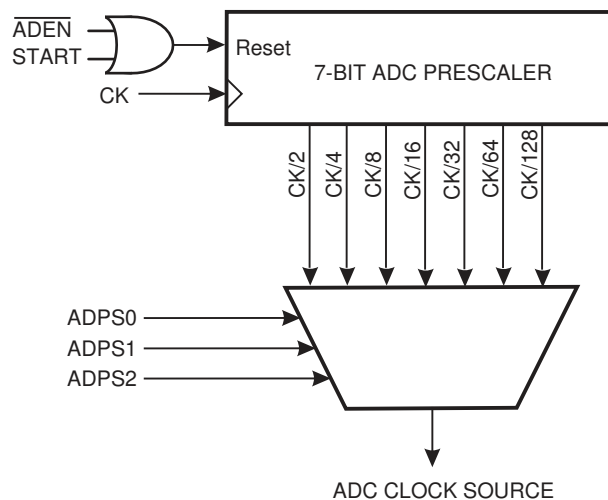 ADEN
START
Reset
7-BIT ADC PRESCALER
CK
CK/2
CK/4
CK/8
CK/16
CK/32
CK/64
CK/128
ADPS0
ADPS1
ADPS2
ADC CLOCK SOURCE